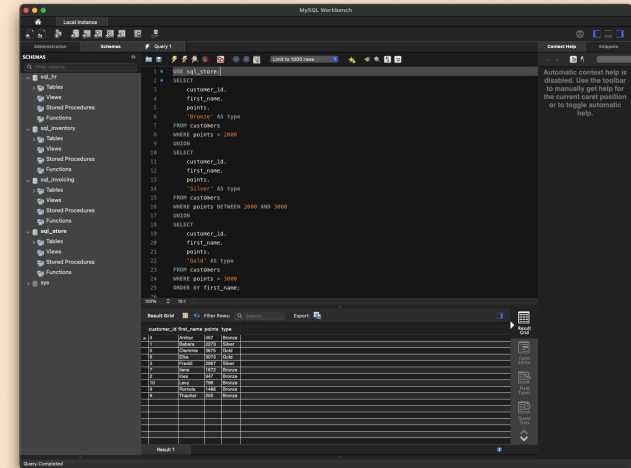 MySQL Workbench
Local instance
Administration Schemas Query 1 Context Help Snippets
SCHEMAS
Limit to 1000 rows
sql_hr
Tables
Views
Stored Procedures
Functions
sql_inventory
Tables
Views
Stored Procedures
Functions
sql_invoicing
Tables
Views
Stored Procedures
Functions
sql_store
Tables
Views
Stored Procedures
Functions
sys
1 USE sql_store;
2 SELECT
3 customer_id,
4 first_name,
5 points,
6 'Bronze' AS type
7 FROM customers
8 WHERE points < 2000
9 UNION
10 SELECT
11 customer_id,
12 first_name,
13 points,
14 'Silver' AS type
15 FROM customers
16 WHERE points BETWEEN 2000 AND 3000
17 UNION
18 SELECT
19 customer_id,
20 first_name,
21 points,
22 'Gold' AS type
23 FROM customers
24 WHERE points > 3000
25 ORDER BY first_name;
26
100% 15:1
Automatic context help is
disabled. Use the toolbar
to manually get help for
the current caret position
or to toggle automatic
help.
Result Grid Filter Rows: Search Export:
customer_id first_name points type
4 Ambur 457 Bronze
1 Babara 2273 Silver
5 Clemmie 3675 Gold
6 Elka 3073 Gold
3 Freddi 2967 Silver
7 Ilene 1672 Bronze
2 Ines 947 Bronze
10 Levy 796 Bronze
9 Romola 1486 Bronze
8 Thacher 205 Bronze
Result
Grid
Form
Editor
Field
Types
Query
Stats
Result 1
Query Completed